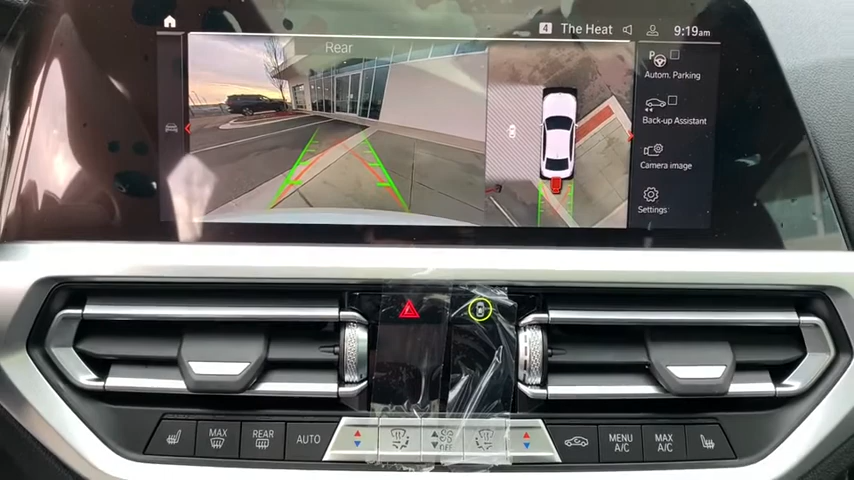 4 The Heat 9:19am
Rear
P
Autom. Parking
Back-up Assistant
Camera image
Settings
MAX
REAR
AUTO
OFF
MENU
A/C
MAX
A/C